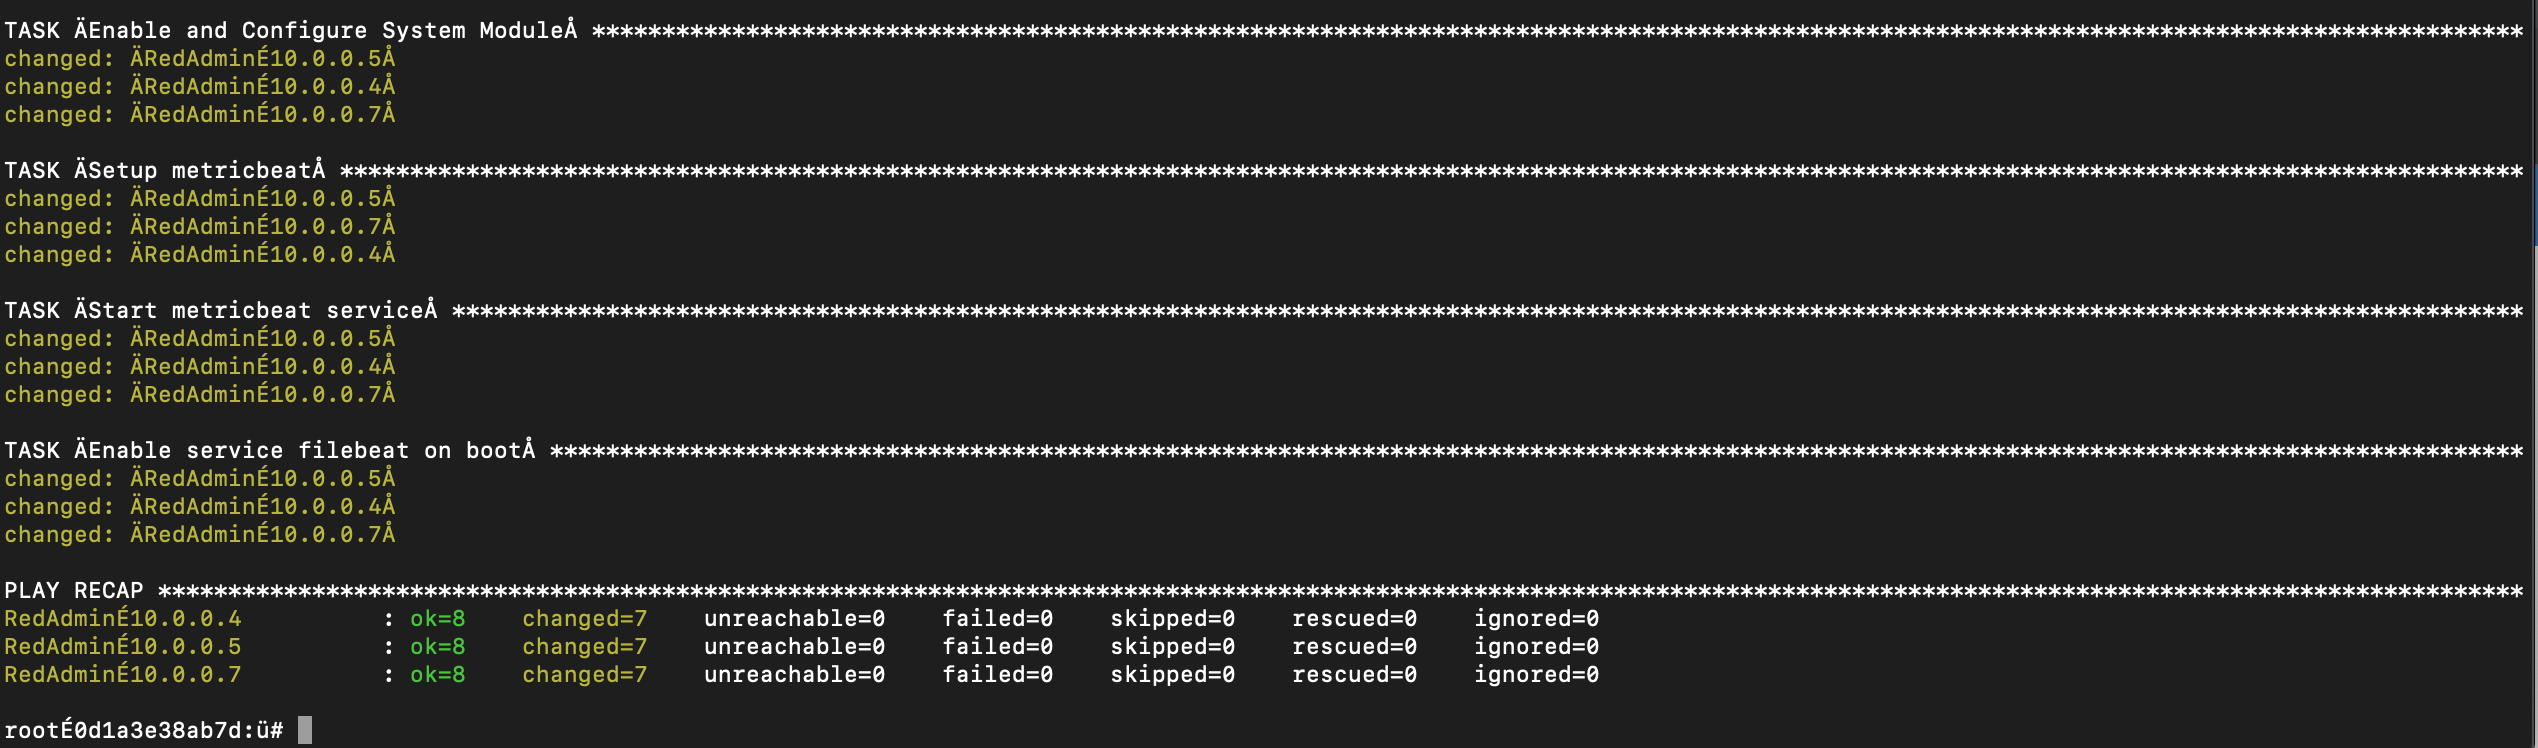 TASK ÄEnable and Configure System ModuleÅ ******************************************************************************************************************************************
changed: ÄRedAdminÉ10.0.0.5Å
changed: ÄRedAdminÉ10.0.0.4Å
changed: ÄRedAdminÉ10.0.0.7Å
TASK ÄSetup metricbeatÅ ************************************************************************************************************************************************************
changed: ÄRedAdminÉ10.0.0.5Å
changed: ÄRedAdminÉ10.0.0.7Å
changed: ÄRedAdminÉ10.0.0.4Å
TASK ÄStart metricbeat serviceÅ ****************************************************************************************************************************************************
changed: ÄRedAdminÉ10.0.0.5Å
changed: ÄRedAdminÉ10.0.0.4Å
changed: ÄRedAdminÉ10.0.0.7Å
TASK ÄEnable service filebeat on bootÅ *********************************************************************************************************************************************
changed: ÄRedAdminÉ10.0.0.5Å
changed: ÄRedAdminÉ10.0.0.4Å
changed: ÄRedAdminÉ10.0.0.7Å
PLAY RECAP *************************************************************************************************************************************************************************
RedAdminÉ10.0.0.4          : ok=8    changed=7    unreachable=0    failed=0    skipped=0    rescued=0    ignored=0
RedAdminÉ10.0.0.5          : ok=8    changed=7    unreachable=0    failed=0    skipped=0    rescued=0    ignored=0
RedAdminÉ10.0.0.7          : ok=8    changed=7    unreachable=0    failed=0    skipped=0    rescued=0    ignored=0
rootÉ0d1a3e38ab7d:ü#